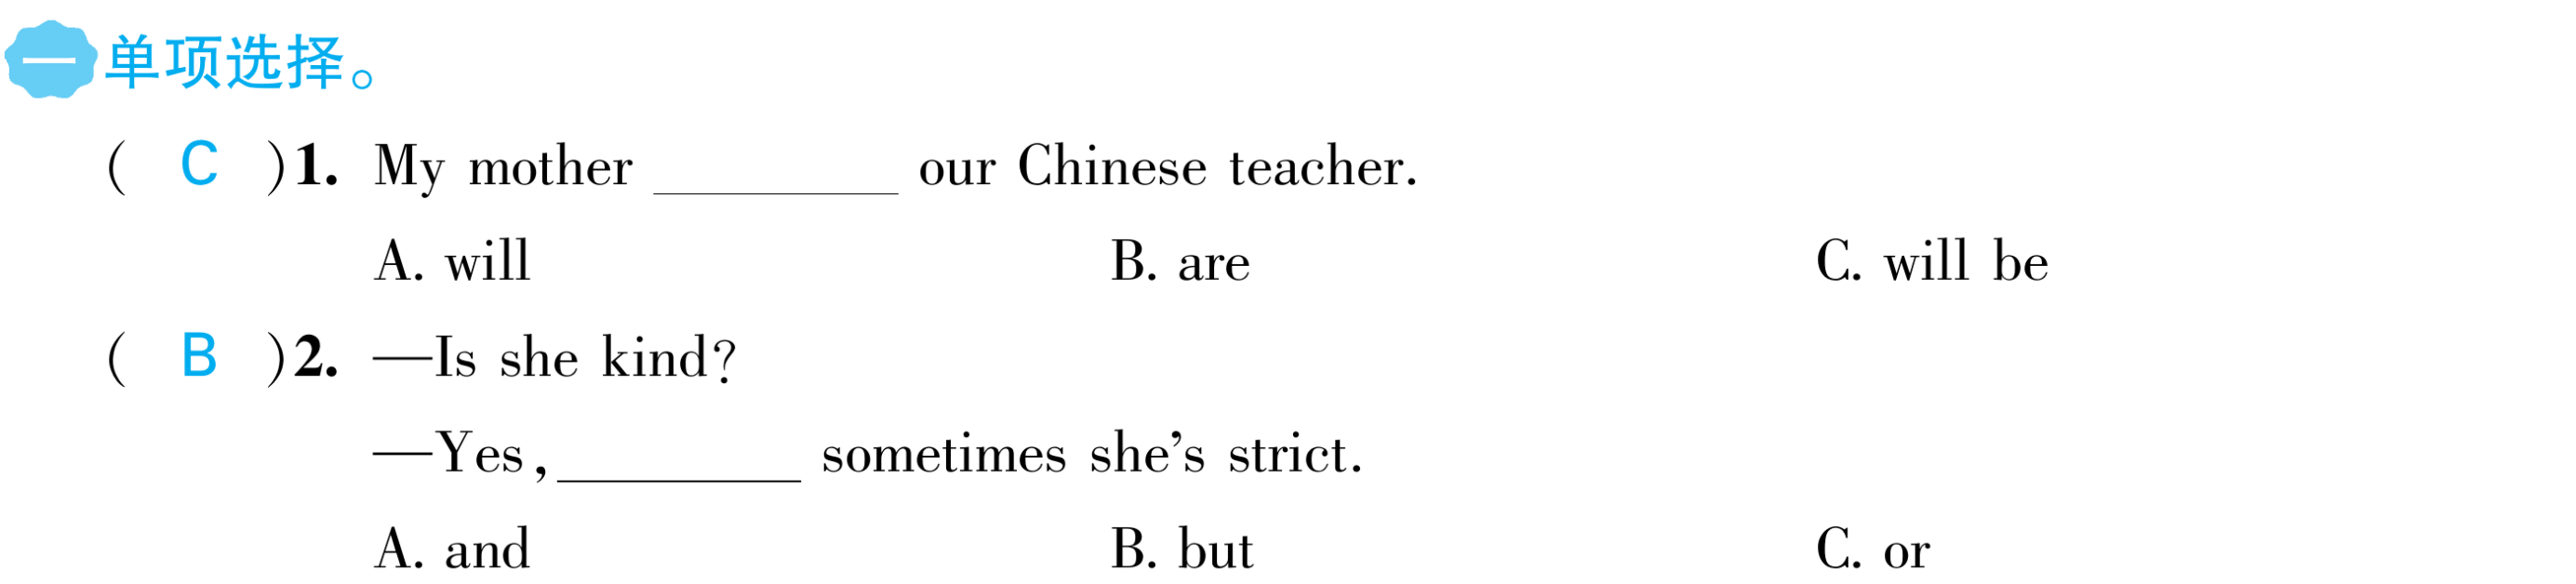 一 单项选择。
( C )1. My mother ________ our Chinese teacher.
A. will B. are C. will be
( B )2. —Is she kind?
—Yes,________ sometimes she's strict.
A. and B. but C. or